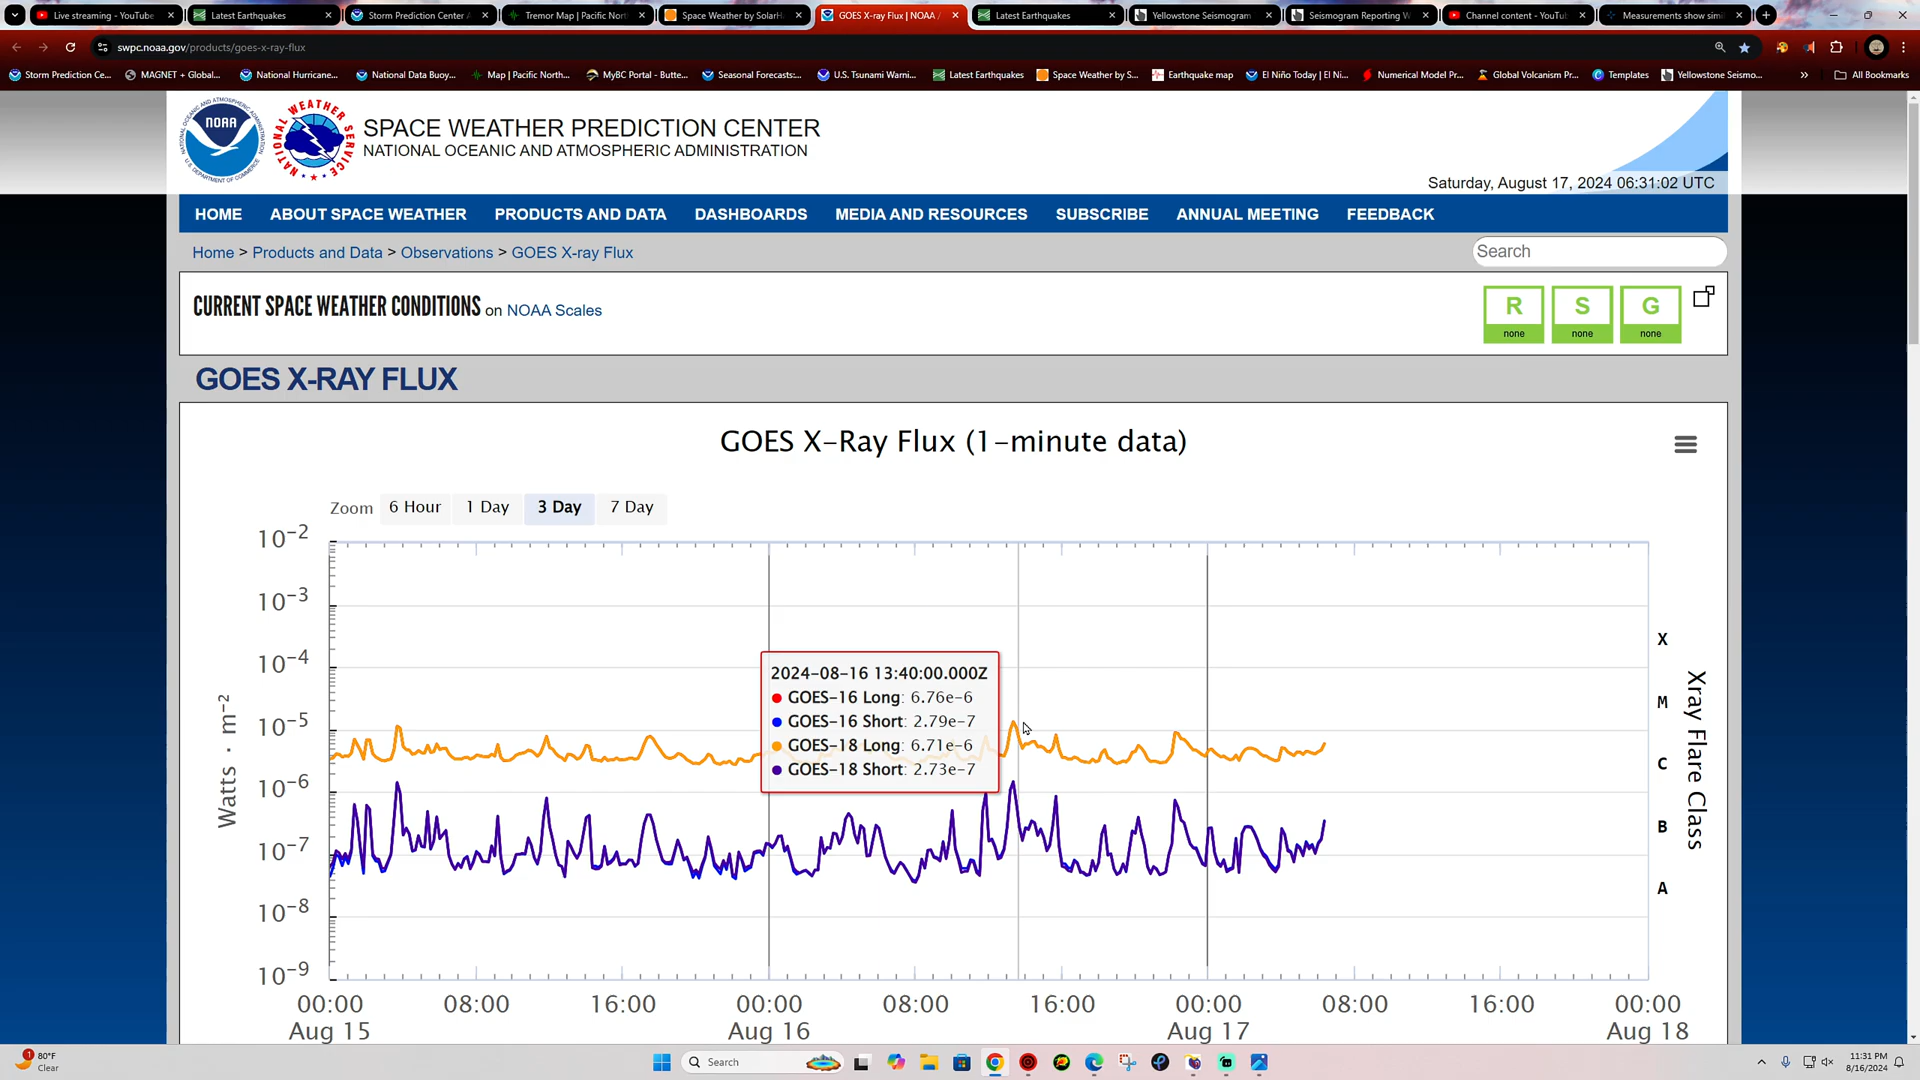 Live streaming - YouTube
Latest Earthquakes
Storm Prediction Center
Tremor Map | Pacific Nort
Space Weather by SolarH
GOES X-ray Flux | NOAA /
Latest Earthquakes
Yellowstone Seismogram
Seismogram Reporting W
Channel content - YouTu
Measurements show simi
swpc.noaa.gov/products/goes-x-ray-flux
Storm Prediction Ce...
MAGNET + Global...
National Hurricane...
National Data Buoy...
Map | Pacific North...
MyBC Portal - Butte...
Seasonal Forecasts:...
U.S. Tsunami Warni...
Latest Earthquakes
Space Weather by S...
Earthquake map
El Niño Today | El Ni...
Numerical Model Pr...
Global Volcanism Pr...
Templates
Yellowstone Seismo...
All Bookmarks
NOAA
NATIONAL WEATHER SERVICE
SPACE WEATHER PREDICTION CENTER
NATIONAL OCEANIC AND ATMOSPHERIC ADMINISTRATION
Saturday, August 17, 2024 06:31:02 UTC
HOME ABOUT SPACE WEATHER PRODUCTS AND DATA DASHBOARDS MEDIA AND RESOURCES SUBSCRIBE ANNUAL MEETING FEEDBACK
Home > Products and Data > Observations > GOES X-ray Flux
Search
CURRENT SPACE WEATHER CONDITIONS on NOAA Scales
R S G
none none none
GOES X-RAY FLUX
GOES X-Ray Flux (1-minute data)
Zoom 6 Hour 1 Day 3 Day 7 Day
10⁻²
10⁻³
10⁻⁴
10⁻⁵
10⁻⁶
10⁻⁷
10⁻⁸
10⁻⁹
Watts · m⁻²
2024-08-16 13:40:00.000Z
GOES-16 Long: 6.76e-6
GOES-16 Short: 2.79e-7
GOES-18 Long: 6.71e-6
GOES-18 Short: 2.73e-7
X
M
C
B
A
Xray Flare Class
00:00 08:00 16:00 00:00 08:00 16:00 00:00 08:00 16:00 00:00
Aug 15 Aug 16 Aug 17 Aug 18
1
80°F
Clear
Search
11:31 PM
8/16/2024